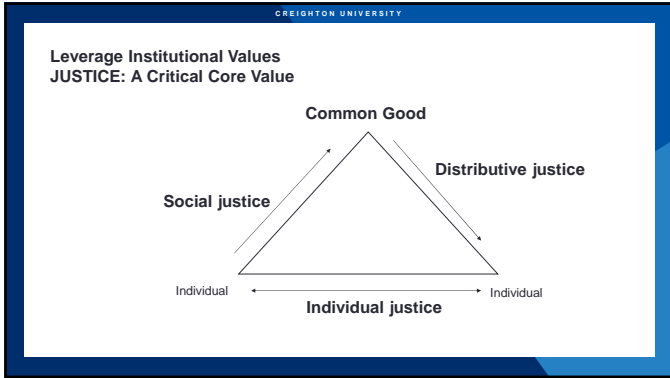 CREIGHTON UNIVERSITY
Leverage Institutional Values
JUSTICE: A Critical Core Value
Common Good
Distributive justice
Social justice
Individual
Individual
Individual justice